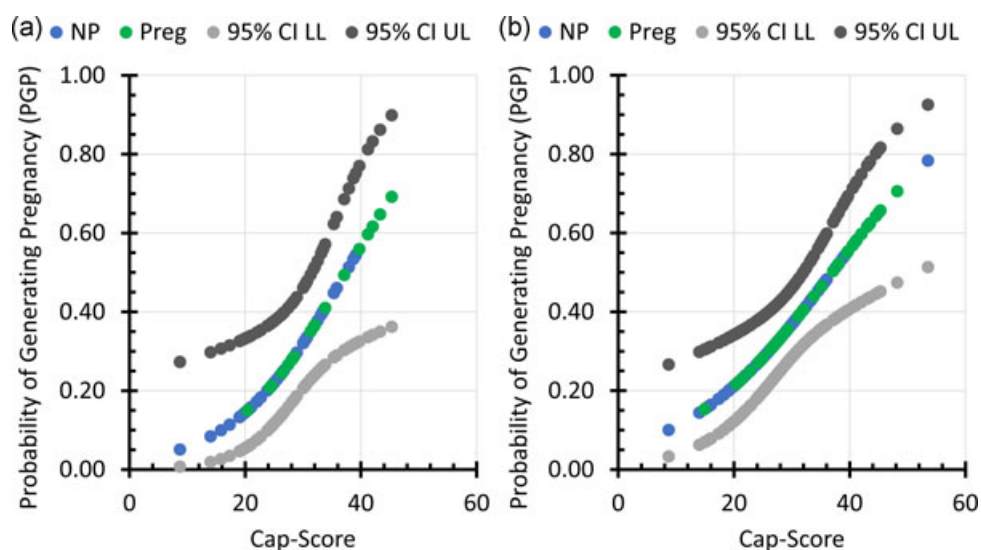 (a) NP Preg 95% CI LL 95% CI UL
Probability of Generating Pregnancy (PGP)
1.00
0.80
0.60
0.40
0.20
0.00
0 20 40 60
Cap-Score
(b) NP Preg 95% CI LL 95% CI UL
Probability of Generating Pregnancy (PGP)
1.00
0.80
0.60
0.40
0.20
0.00
0 20 40 60
Cap-Score